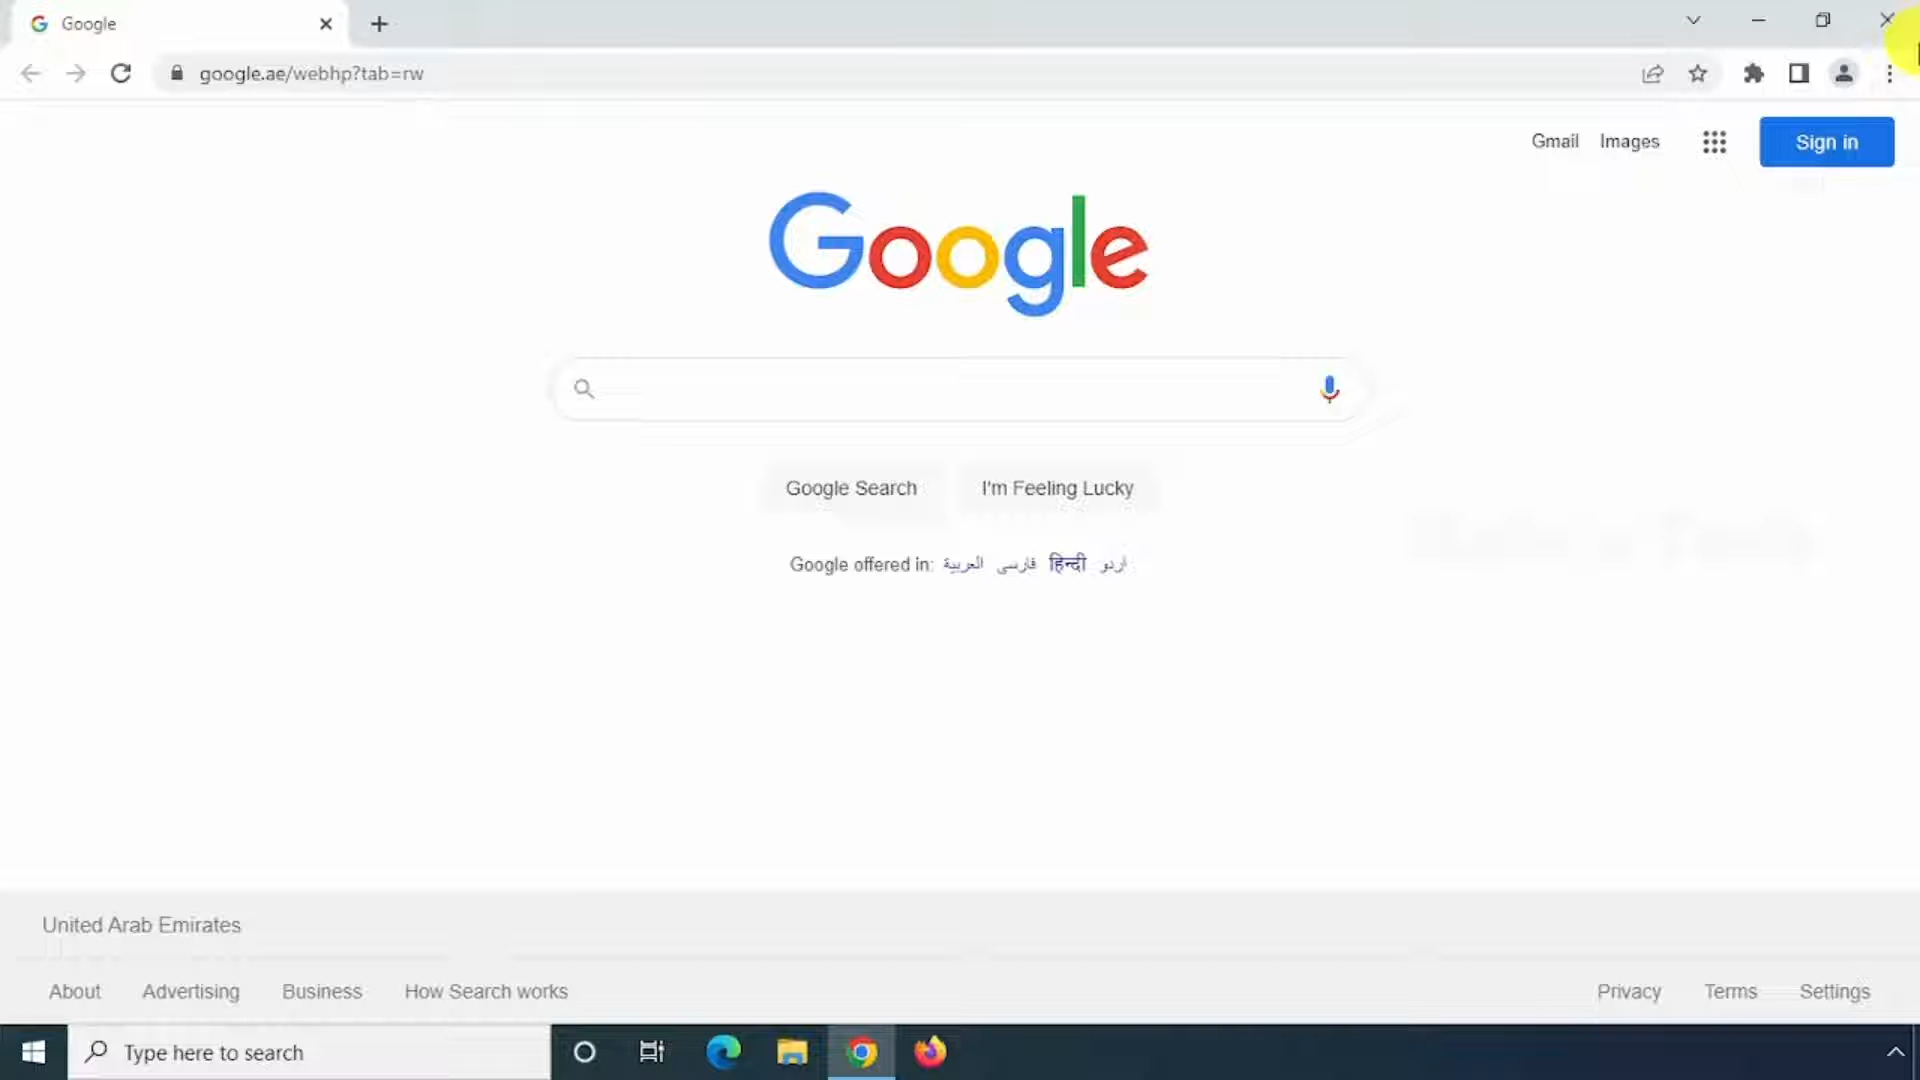 Google
google.ae/webhp?tab=rw
Gmail Images Sign in
Google
Google Search I'm Feeling Lucky
Google offered in: العربية فارسی हिन्दी اردو
United Arab Emirates
About Advertising Business How Search works Privacy Terms Settings
Type here to search